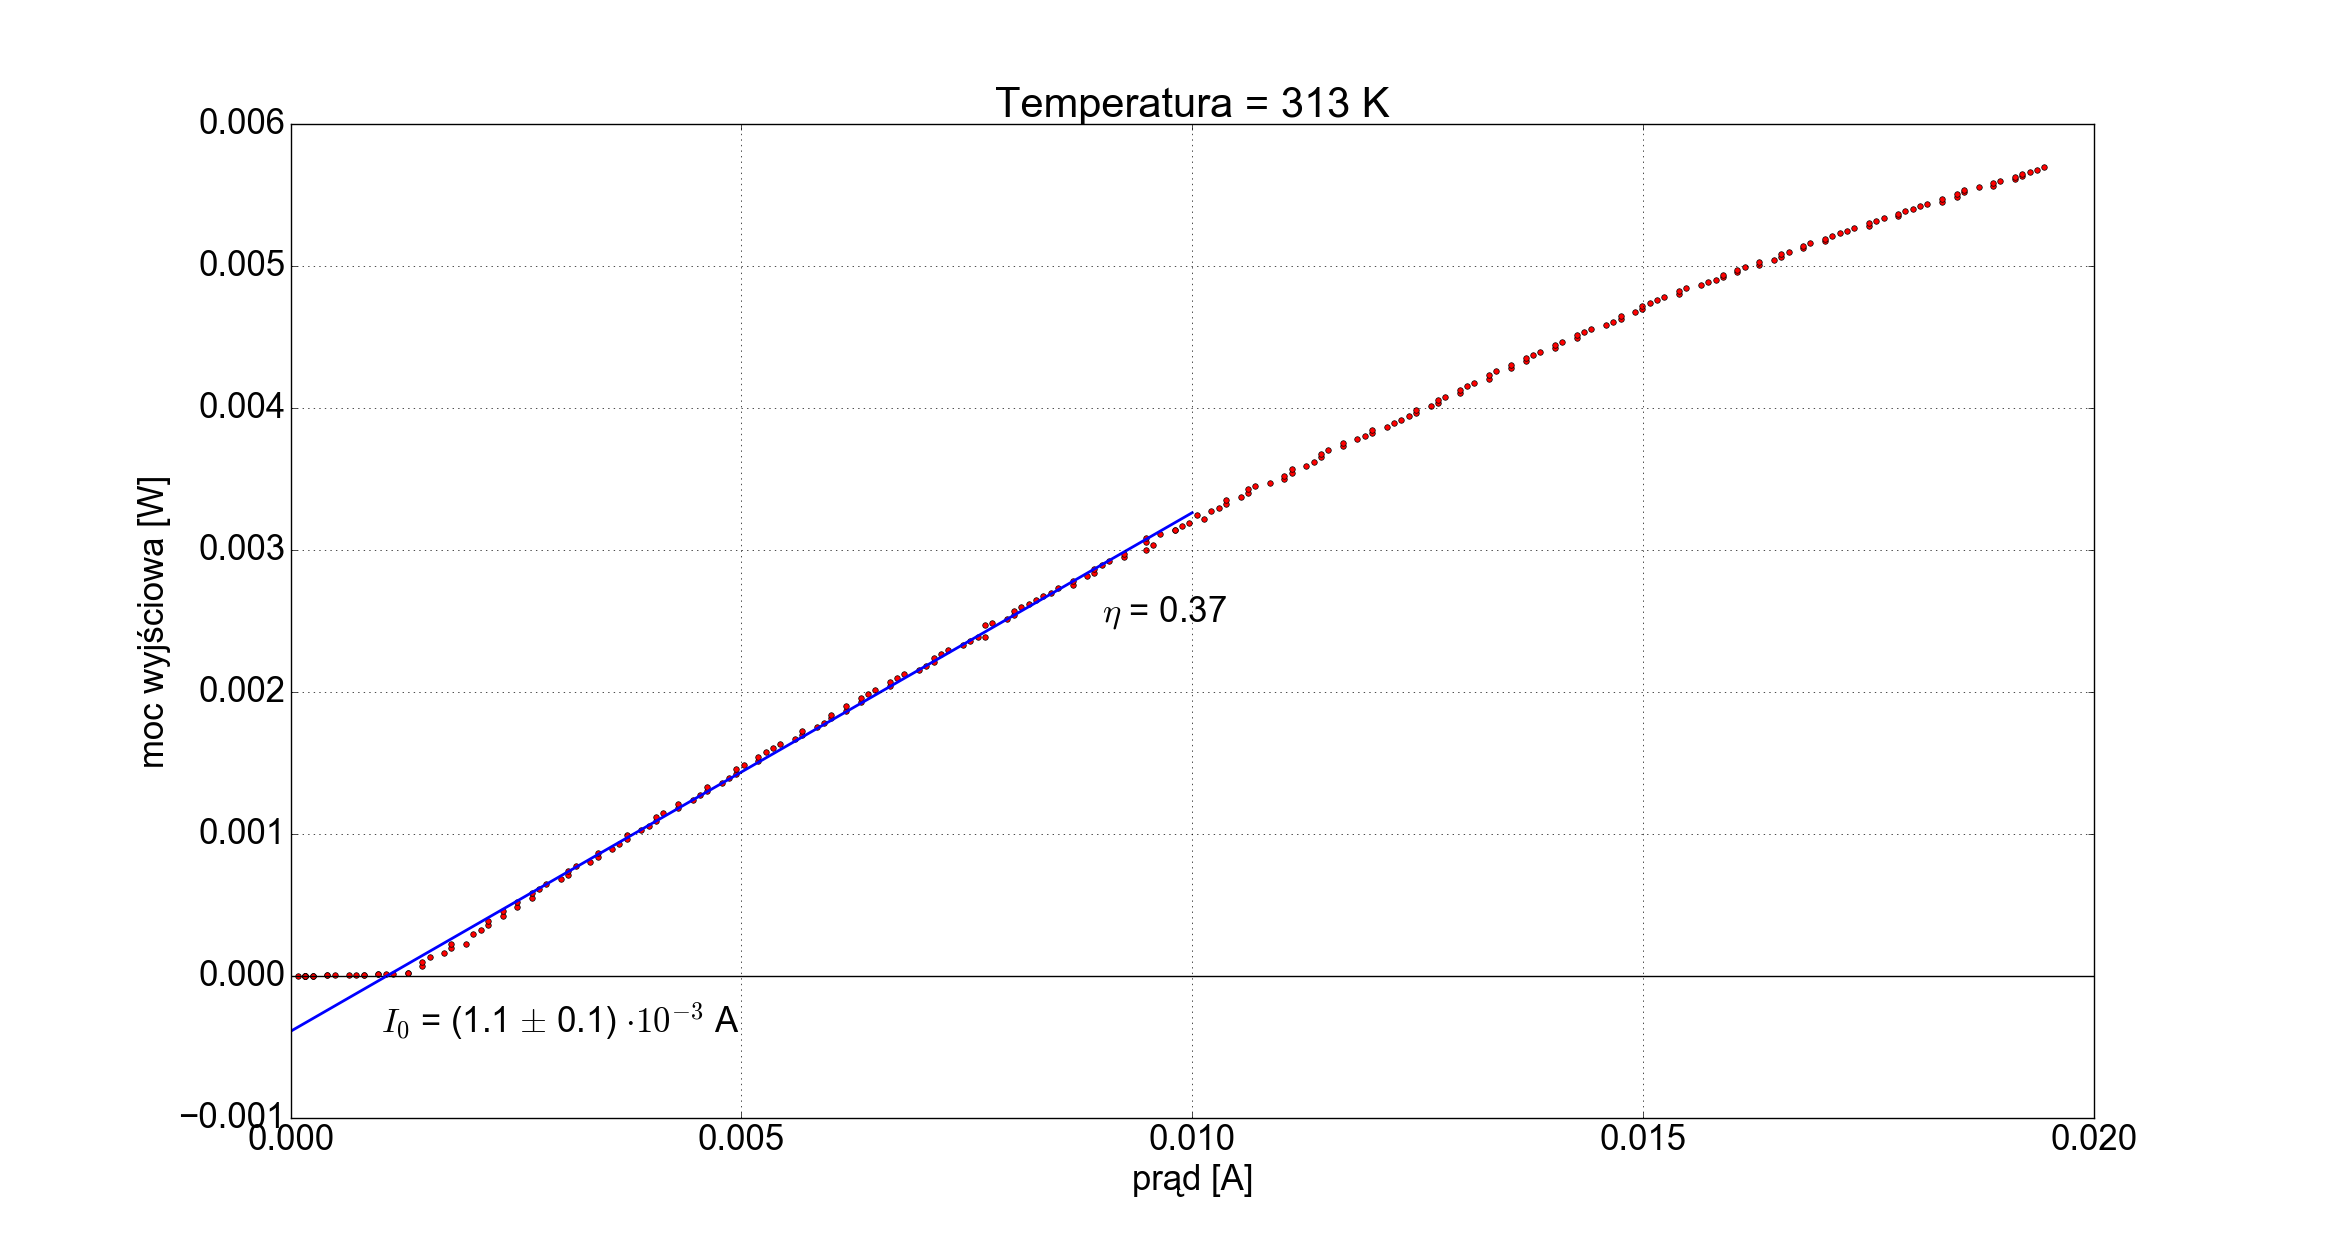 Temperatura = 313 K
0.006
0.005
0.004
0.003
0.002
0.001
0.000
−0.001
moc wyjściowa [W]
η = 0.37
I₀ = (1.1 ± 0.1) ·10⁻³ A
0.000 0.005 0.010 0.015 0.020
prąd [A]